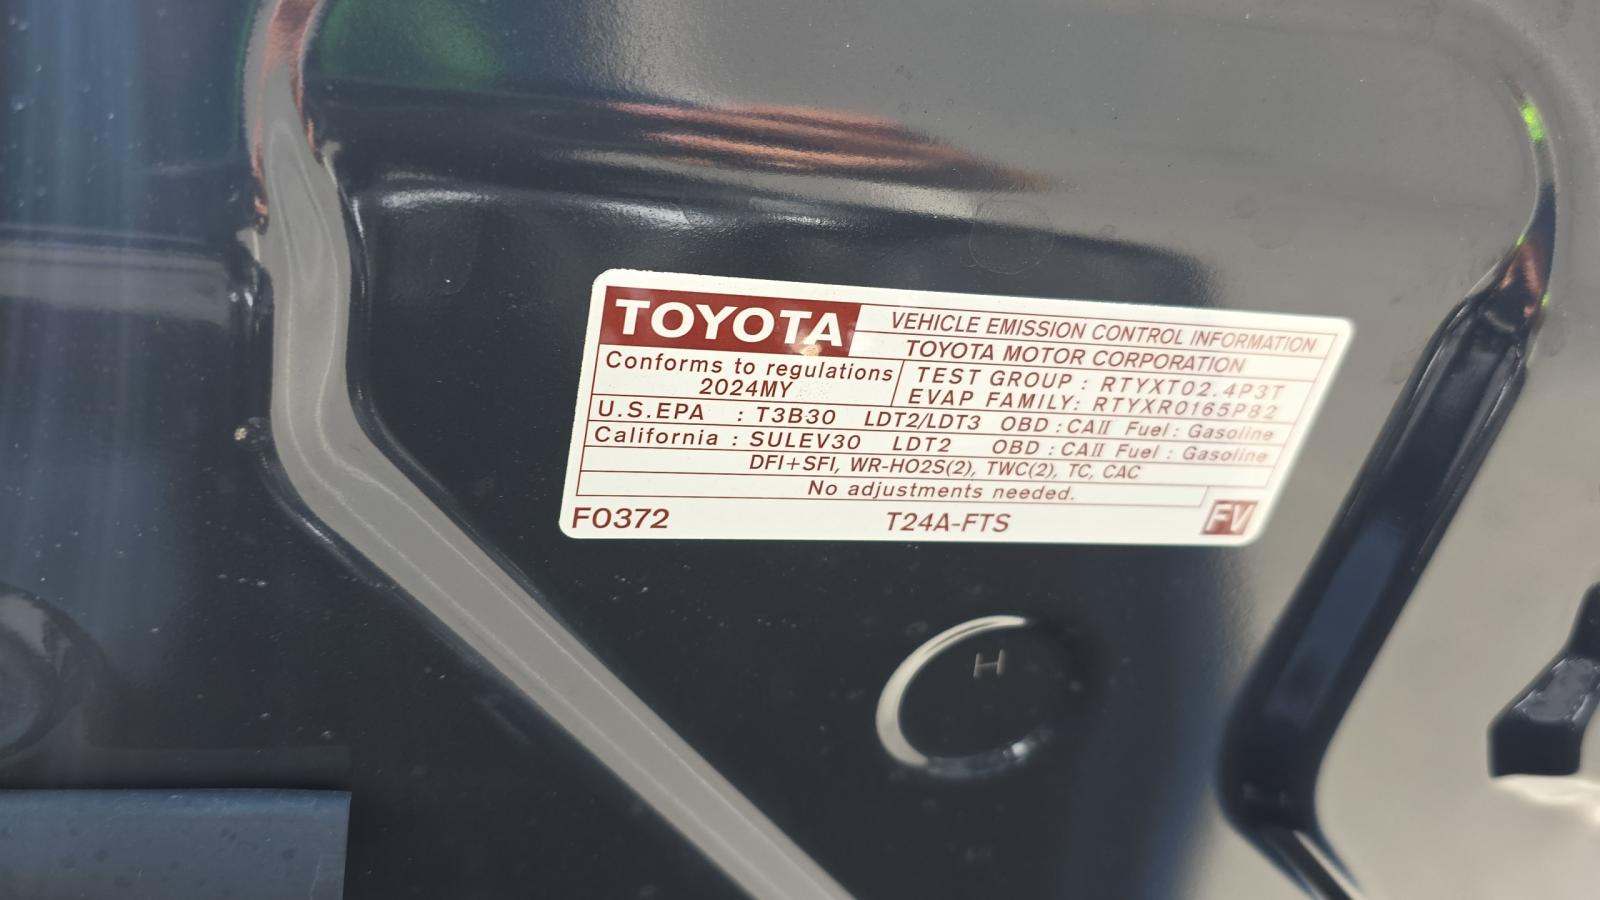 TOYOTA
VEHICLE EMISSION CONTROL INFORMATION
TOYOTA MOTOR CORPORATION
Conforms to regulations
2024MY
TEST GROUP : RTYXT02.4P3T
EVAP FAMILY: RTYXR0165P82
U.S.EPA : T3B30 LDT2/LDT3 OBD : CAII Fuel : Gasoline
California : SULEV30 LDT2 OBD : CAII Fuel : Gasoline
DFI+SFI, WR-HO2S(2), TWC(2), TC, CAC
No adjustments needed.
F0372 T24A-FTS FV
H